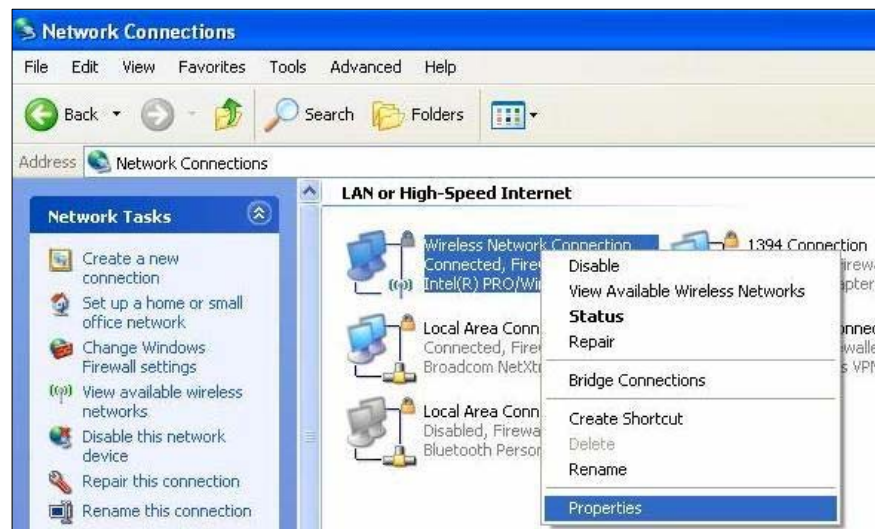 Network Connections
File Edit View Favorites Tools Advanced Help
Back Search Folders
Address Network Connections
Network Tasks
Create a new
connection
Set up a home or small
office network
Change Windows
Firewall settings
View available wireless
networks
Disable this network
device
Repair this connection
Rename this connection
LAN or High-Speed Internet
Wireless Network Connection
Connected, Firew
Intel(R) PRO/Wi
1394 Connection
Local Area Conn
Connected, Firew
Broadcom NetXt
Local Area Conn
Disabled, Firewa
Bluetooth Person
Disable
View Available Wireless Networks
Status
Repair
Bridge Connections
Create Shortcut
Delete
Rename
Properties